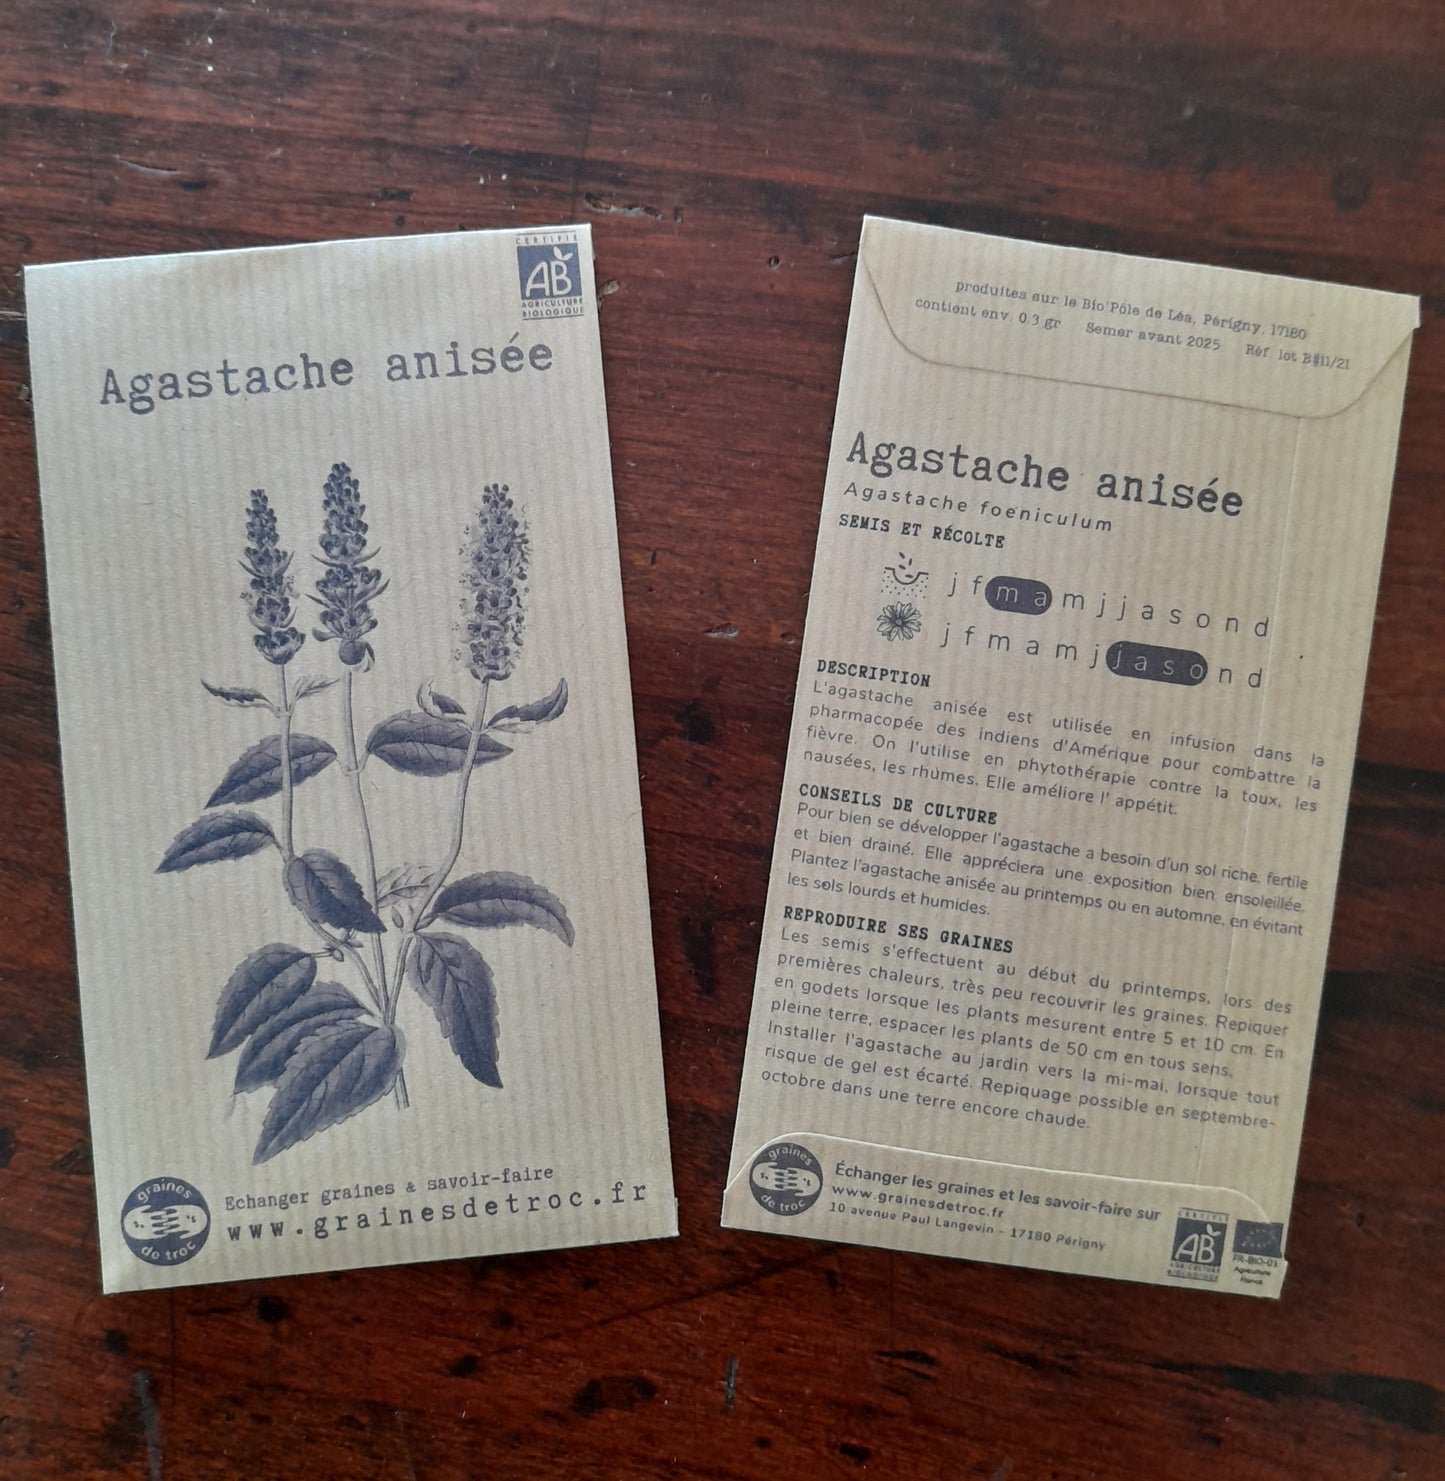 CERTIFIÉ
AB
AGRICULTURE
BIOLOGIQUE
Agastache anisée
graines
de troc
Echanger graines & savoir-faire
www.grainesdetroc.fr
produites sur le Bio'Pôle de Léa, Périgny, 17180
contient env. 0.3 gr Semer avant 2025 Réf. lot
Agastache anisée
Agastache foeniculum
SEMIS ET RÉCOLTE
j f m a m j j a s o n d
j f m a m j j a s o n d
DESCRIPTION
L'agastache anisée est utilisée en infusion dans la
pharmacopée des indiens d'Amérique pour combattre la
fièvre. On l'utilise en phytothérapie contre la toux, les
nausées, les rhumes. Elle améliore l' appétit.
CONSEILS DE CULTURE
Pour bien se développer l'agastache a besoin d'un sol riche, fertile
et bien drainé. Elle appréciera une exposition bien ensoleillée.
Plantez l'agastache anisée au printemps ou en automne, en évitant
les sols lourds et humides.
REPRODUIRE SES GRAINES
Les semis s'effectuent au début du printemps, lors des
premières chaleurs, très peu recouvrir les graines. Repiquer
en godets lorsque les plants mesurent entre 5 et 10 cm. En
pleine terre, espacer les plants de 50 cm en tous sens.
Installer l'agastache au jardin vers la mi-mai, lorsque tout
risque de gel est écarté. Repiquage possible en septembre-
octobre dans une terre encore chaude.
graines
de troc
Échanger les graines et les savoir-faire sur
www.grainesdetroc.fr
10 avenue Paul Langevin - 17180 Périgny
CERTIFIÉ
AB
AGRICULTURE
BIOLOGIQUE
FR-BIO-01
Agriculture
France